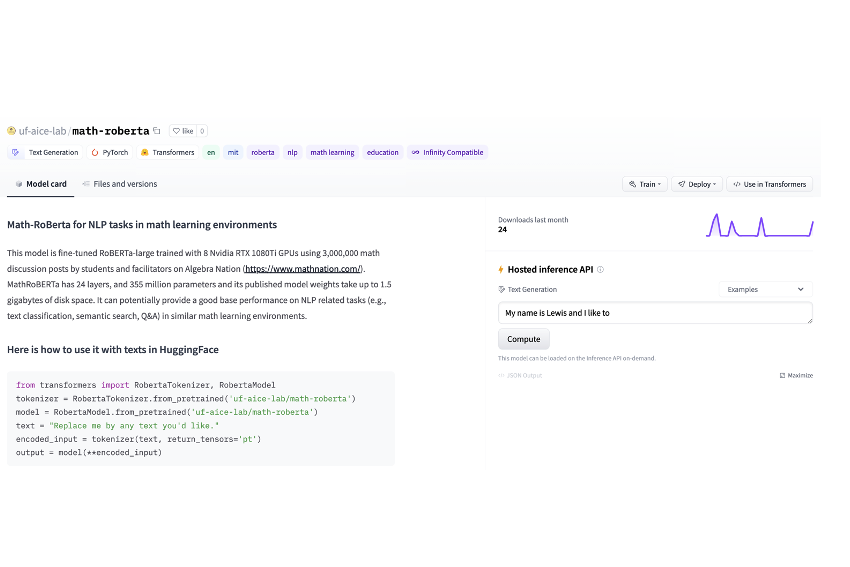 uf-aice-lab/math-roberta like 0
Text Generation PyTorch Transformers en mit roberta nlp math learning education Infinity Compatible
Model card Files and versions Train Deploy </> Use in Transformers
Math-RoBerta for NLP tasks in math learning environments
This model is fine-tuned RoBERTa-large trained with 8 Nvidia RTX 1080Ti GPUs using 3,000,000 math
discussion posts by students and facilitators on Algebra Nation (https://www.mathnation.com/).
MathRoBERTa has 24 layers, and 355 million parameters and its published model weights take up to 1.5
gigabytes of disk space. It can potentially provide a good base performance on NLP related tasks (e.g.,
text classification, semantic search, Q&A) in similar math learning environments.
Here is how to use it with texts in HuggingFace
from transformers import RobertaTokenizer, RobertaModel
tokenizer = RobertaTokenizer.from_pretrained('uf-aice-lab/math-roberta')
model = RobertaModel.from_pretrained('uf-aice-lab/math-roberta')
text = "Replace me by any text you'd like."
encoded_input = tokenizer(text, return_tensors='pt')
output = model(**encoded_input)
Downloads last month
24
Hosted inference API
Text Generation Examples
My name is Lewis and I like to
Compute
This model can be loaded on the Inference API on-demand.
</> JSON Output Maximize